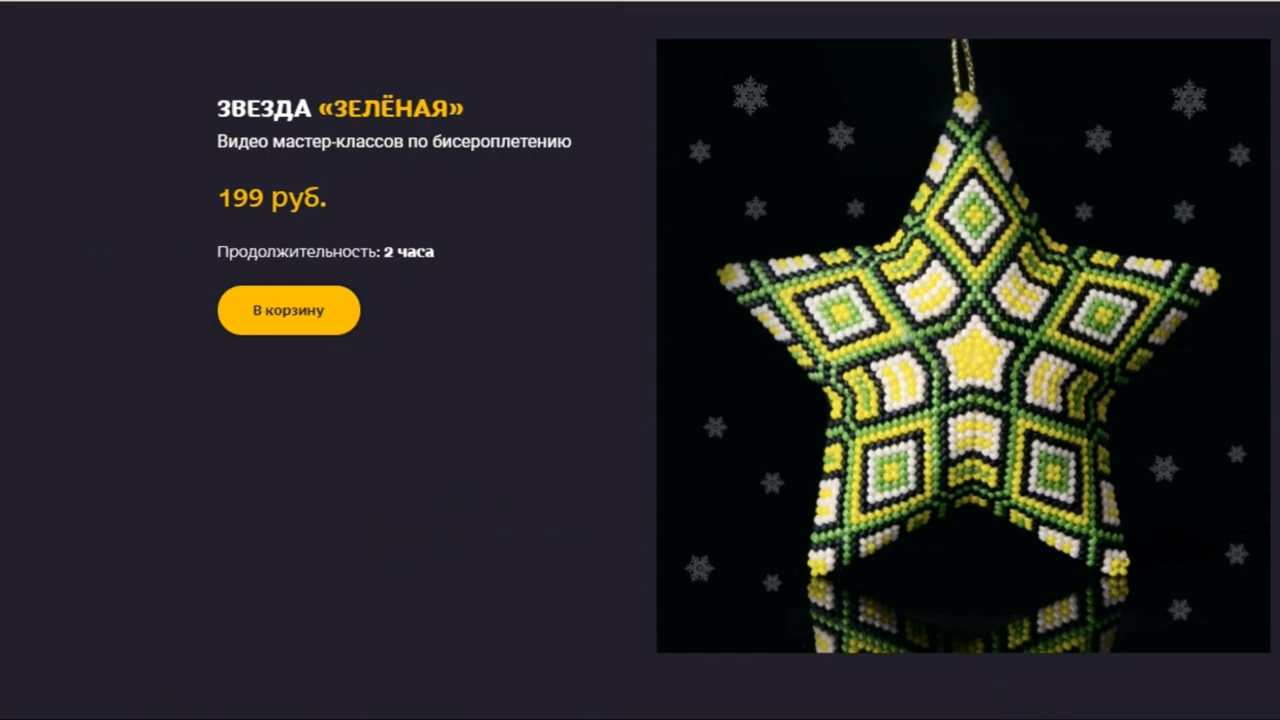 ЗВЕЗДА «ЗЕЛЁНАЯ»
Видео мастер-классов по бисероплетению
199 руб.
Продолжительность: 2 часа
В корзину